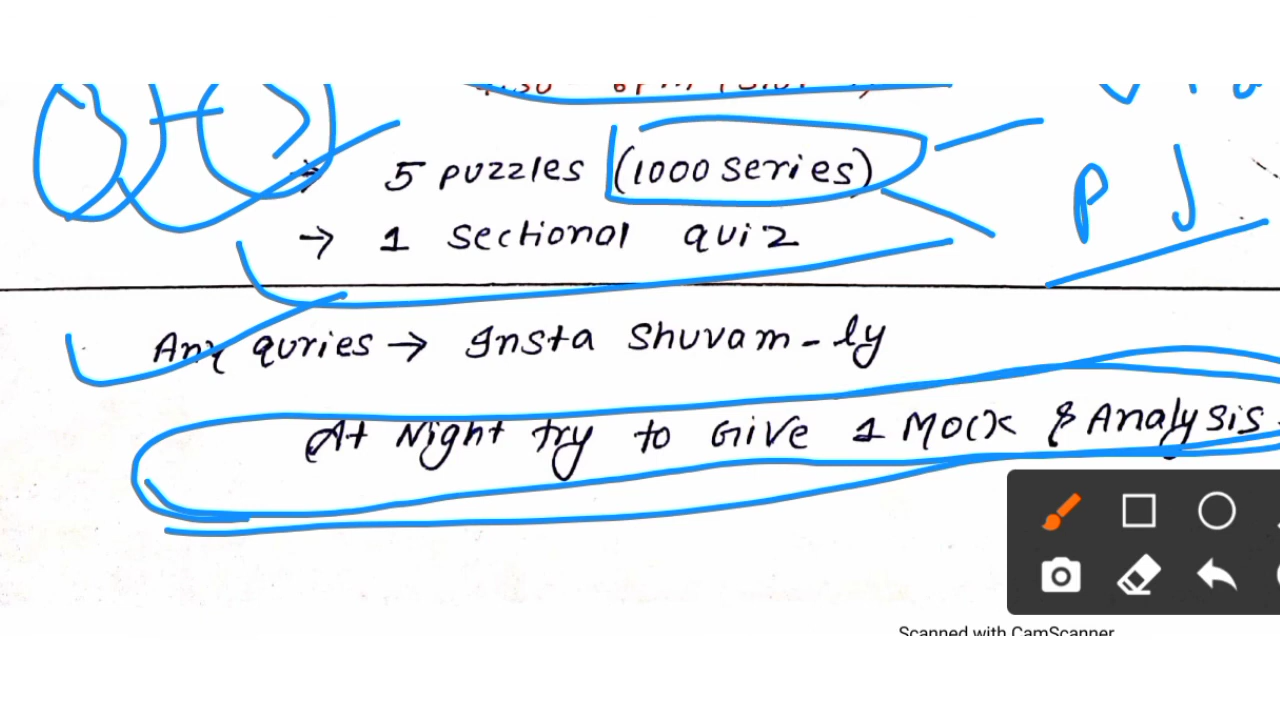 → 5 puzzles (1000 series)
P J
→ 1 sectional quiz
Any quries → Insta Shuvam-ly
At Night try to Give 1 Mock & Analysis.
Scanned with CamScanner